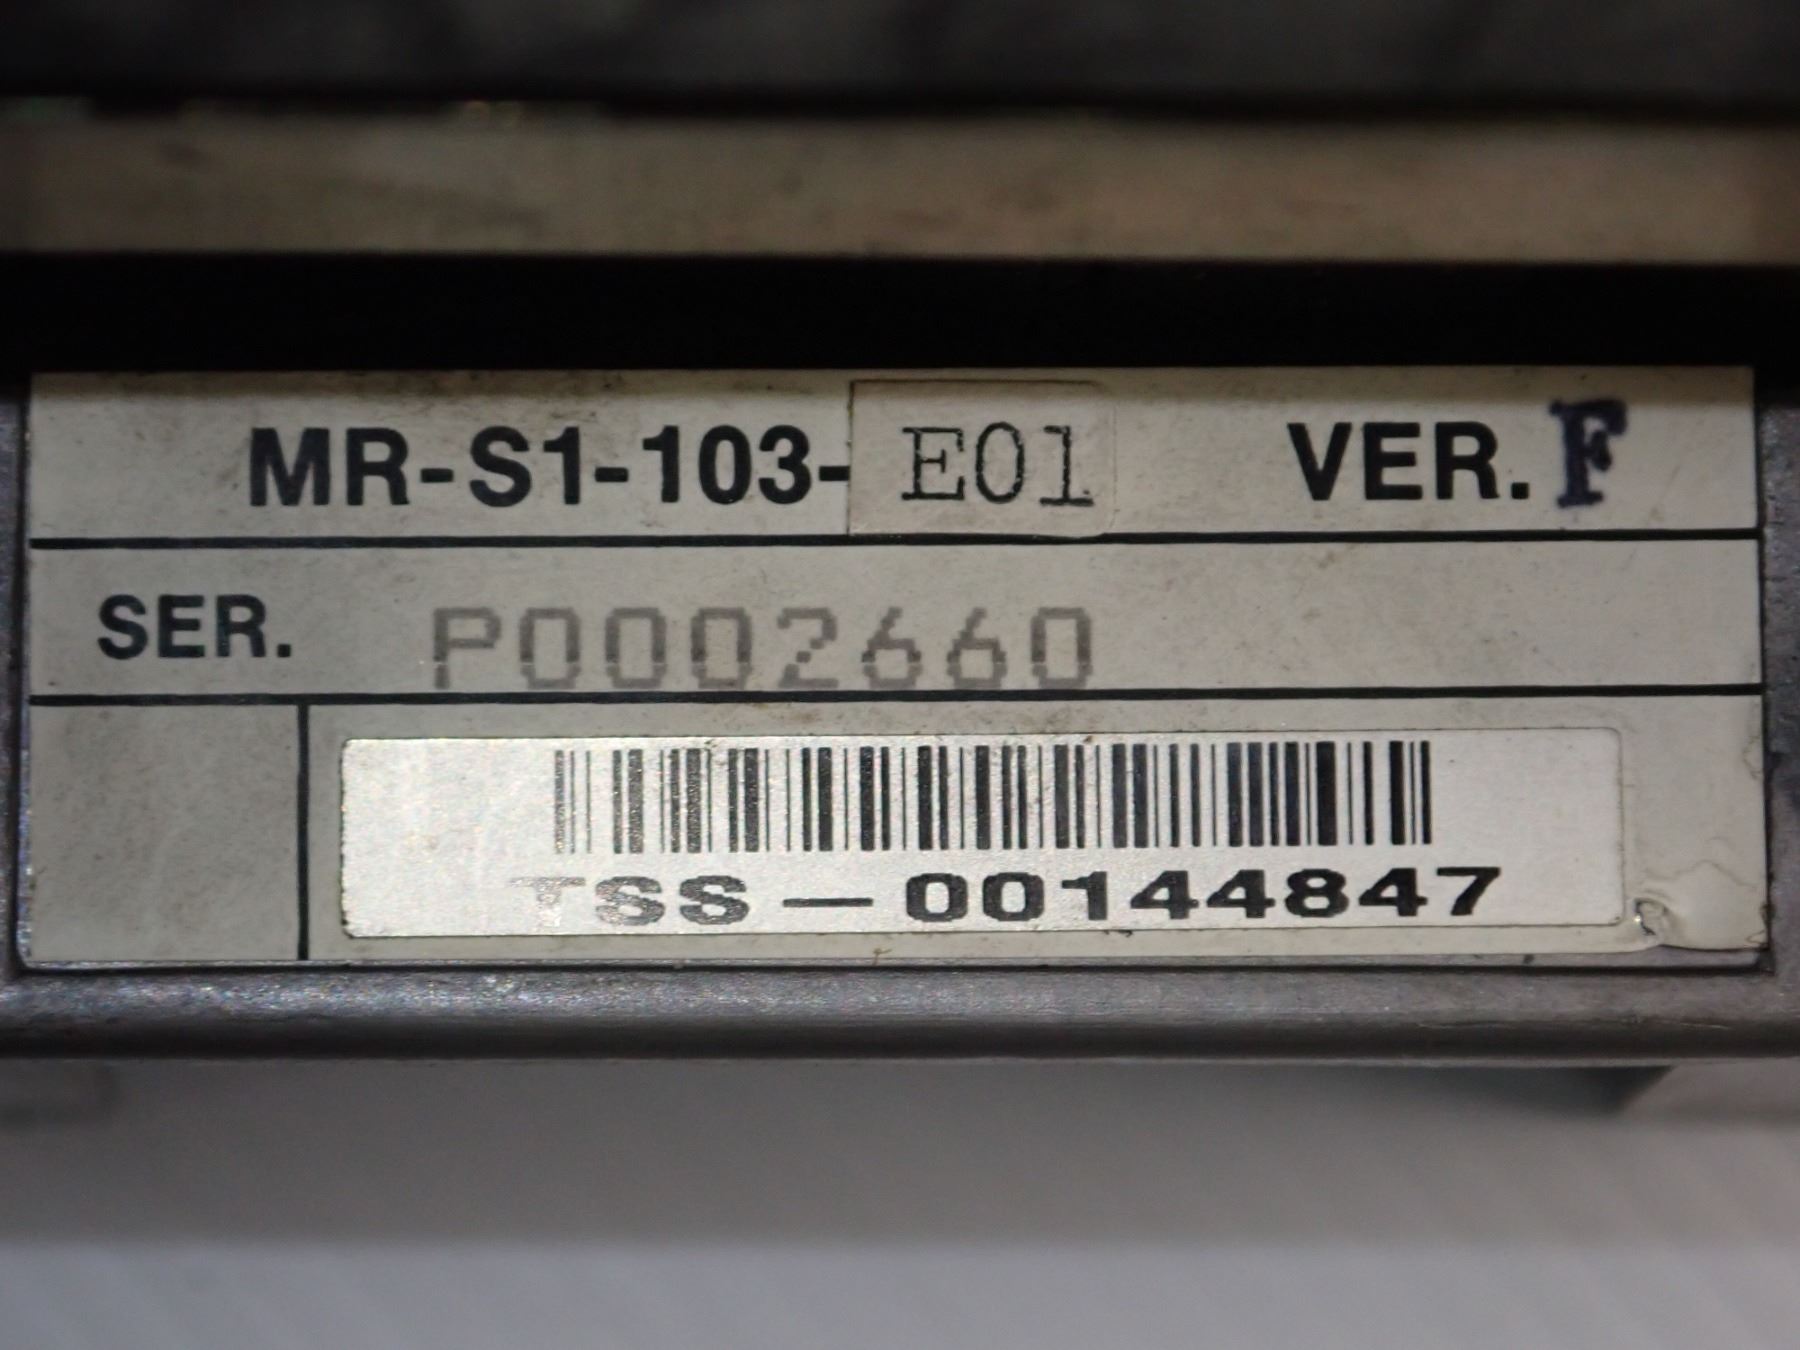 MR-S1-103-E01 VER.F
SER. P0002660
TSS-00144847